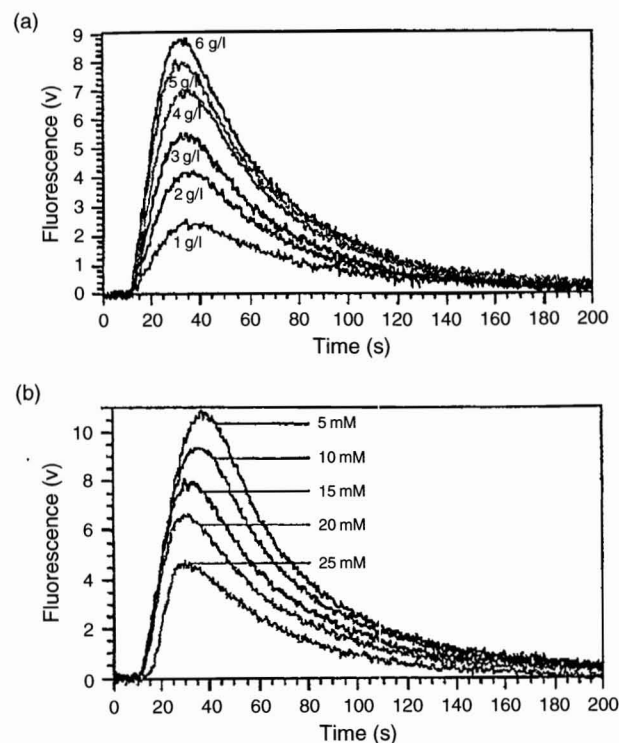 (a)
9
8
7
6
5
4
3
2
1
0
Fluorescence (v)
6 g/l
5 g/l
4 g/l
3 g/l
2 g/l
1 g/l
0 20 40 60 80 100 120 140 160 180 200
Time (s)
(b)
10
8
6
4
2
0
Fluorescence (v)
5 mM
10 mM
15 mM
20 mM
25 mM
0 20 40 60 80 100 120 140 160 180 200
Time (s)